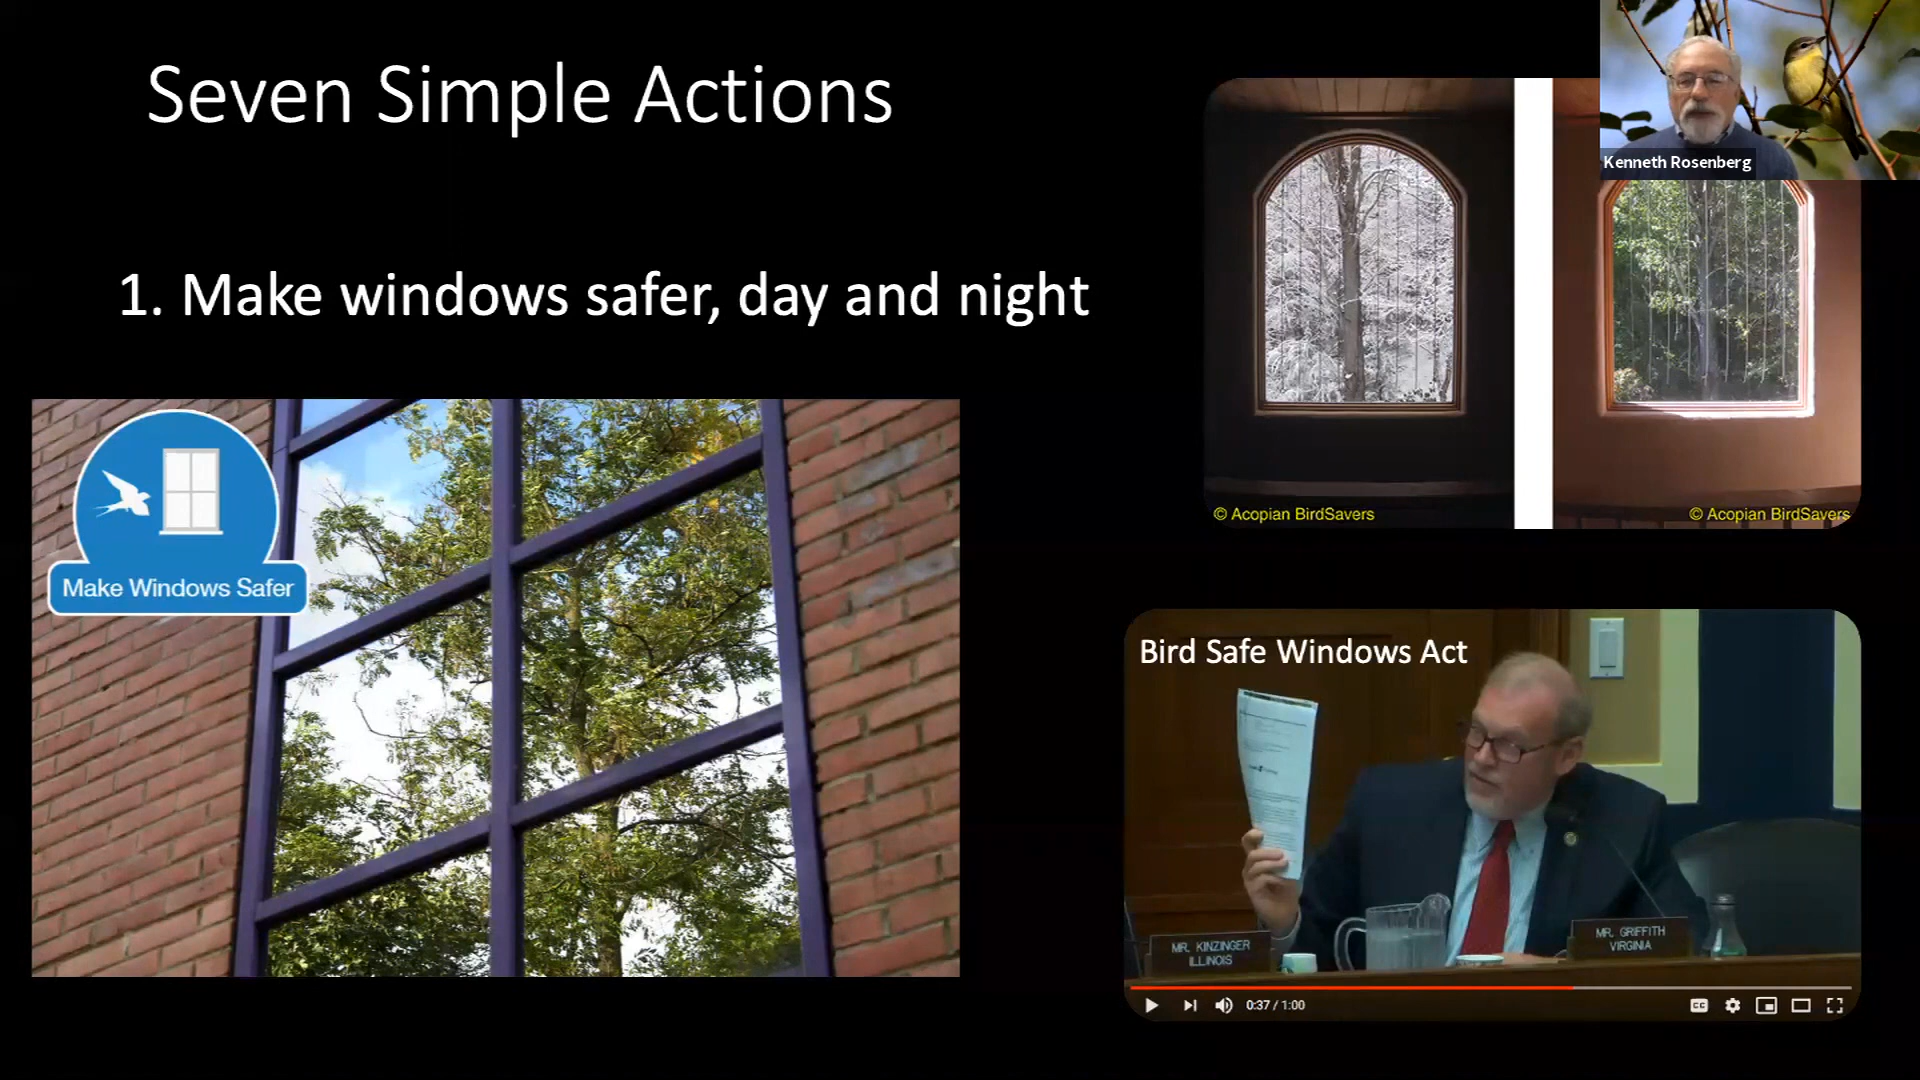 Seven Simple Actions
Kenneth Rosenberg
1. Make windows safer, day and night
© Acopian BirdSavers
© Acopian BirdSavers
Make Windows Safer
Bird Safe Windows Act
MR. KINZINGER
ILLINOIS
MR. GRIFFITH
VIRGINIA
0:37 / 1:00
CC